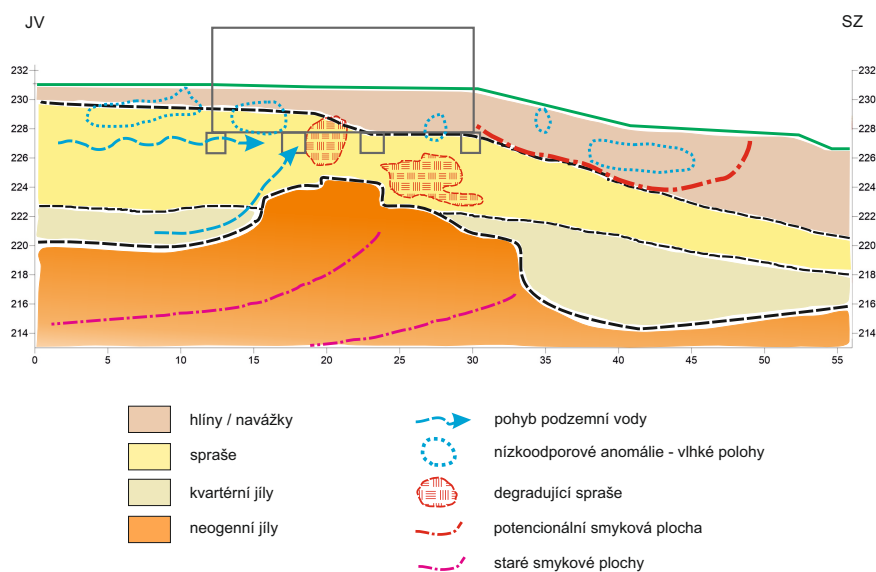 JV SZ
232 232
230 230
228 228
226 226
224 224
222 222
220 220
218 218
216 216
214 214
0 5 10 15 20 25 30 35 40 45 50 55
hlíny / navážky
spraše
kvartérní jíly
neogenní jíly
pohyb podzemní vody
nízkoodporové anomálie - vlhké polohy
degradující spraše
potencionální smyková plocha
staré smykové plochy